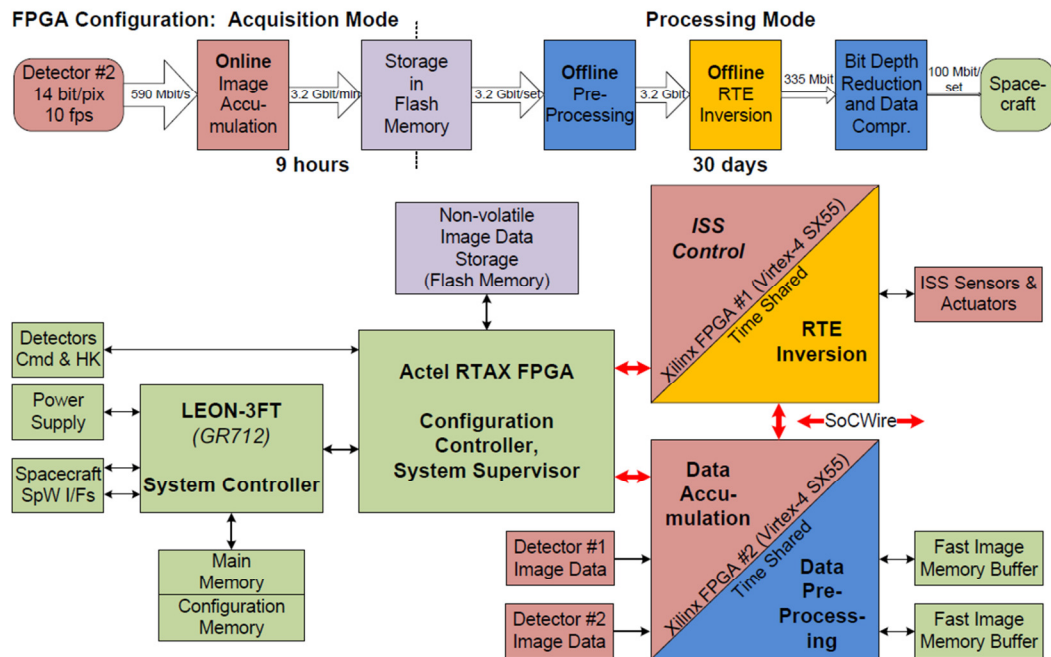 FPGA Configuration: Acquisition Mode
Processing Mode
Detector #2
14 bit/pix
10 fps
590 Mbit/s
Online
Image
Accu-
mulation
3.2 Gbit/min
Storage
in
Flash
Memory
3.2 Gbit/set
Offline
Pre-
Processing
3.2 Gbit
Offline
RTE
Inversion
335 Mbit
Bit Depth
Reduction
and Data
Compr.
100 Mbit/
set
Space-
craft
9 hours
30 days
Non-volatile
Image Data
Storage
(Flash Memory)
ISS
Control
Xilinx FPGA #1 (Virtex-4 SX55)
Time Shared
RTE
Inversion
ISS Sensors &
Actuators
Detectors
Cmd & HK
Power
Supply
Spacecraft
SpW I/Fs
LEON-3FT
(GR712)
System Controller
Actel RTAX FPGA
Configuration
Controller,
System Supervisor
SoCWire
Main
Memory
Configuration
Memory
Data
Accu-
mulation
Xilinx FPGA #2 (Virtex-4 SX55)
Time Shared
Data
Pre-
Process-
ing
Detector #1
Image Data
Detector #2
Image Data
Fast Image
Memory Buffer
Fast Image
Memory Buffer